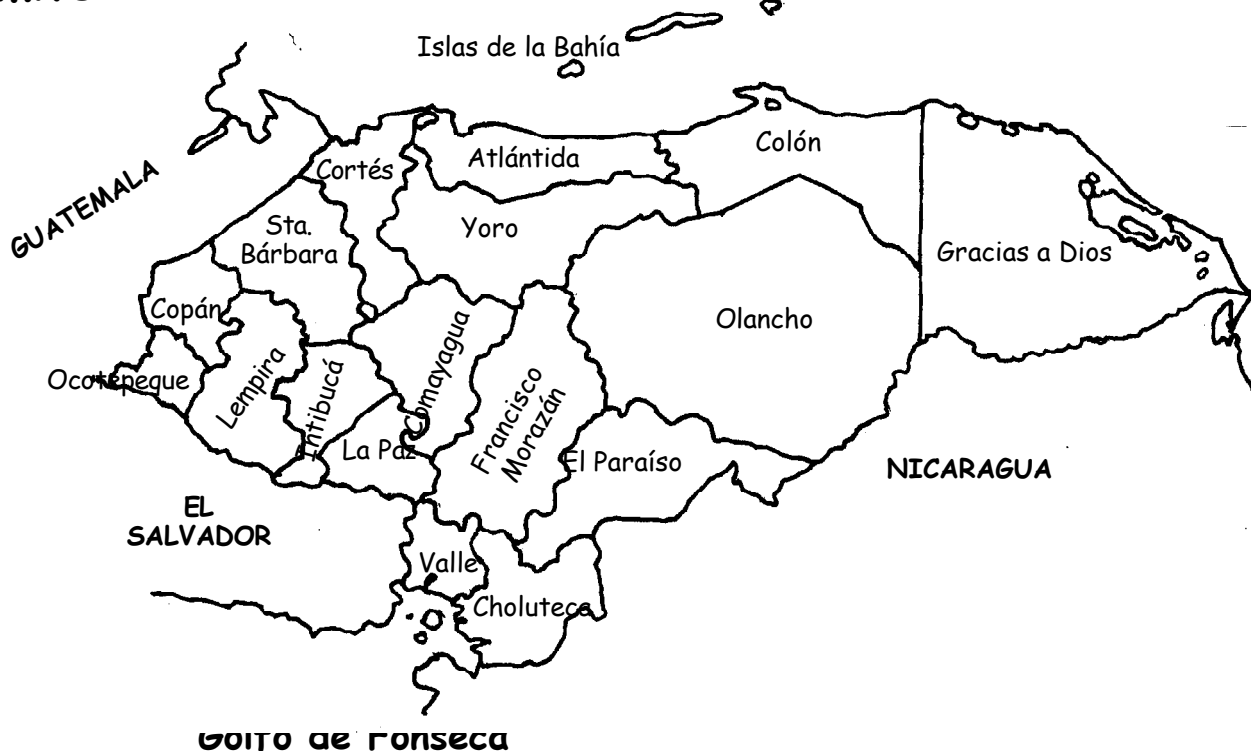 Islas de la Bahía
Colón
Atlántida
Cortés
GUATEMALA
Sta.
Bárbara
Yoro
Gracias a Dios
Copán
Olancho
Comayagua
Ocotepeque
Lempira
Intibucá
Francisco
Morazán
La Paz
El Paraíso
NICARAGUA
EL
SALVADOR
Valle
Choluteca
Golfo de Fonseca